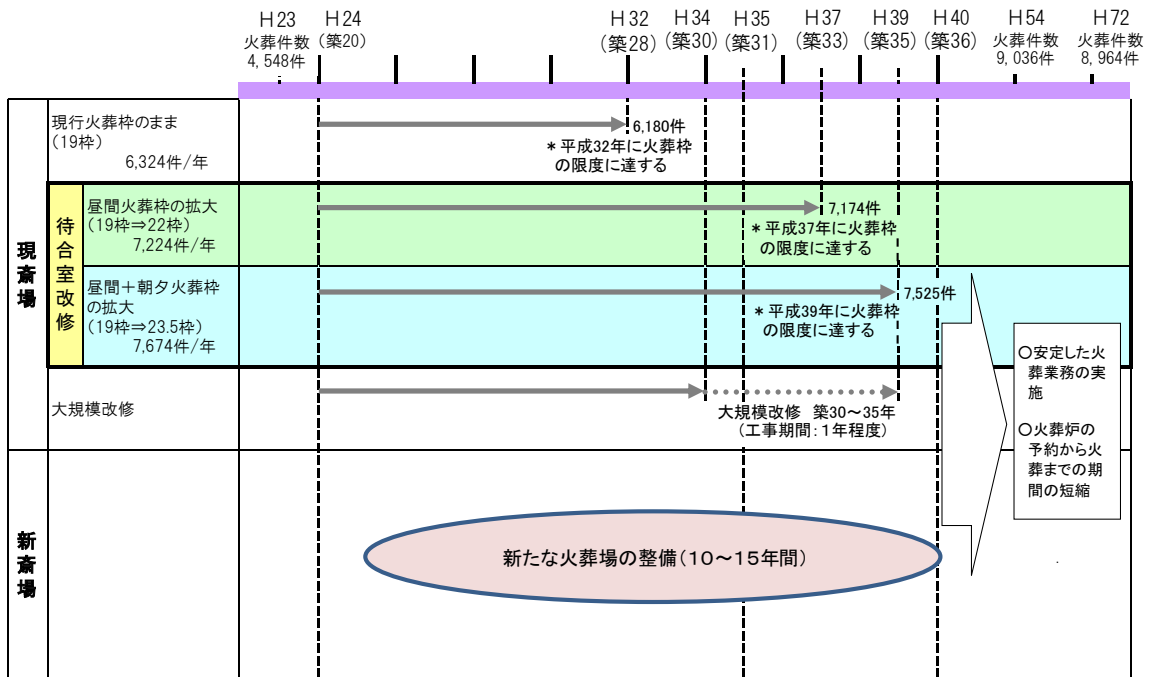 H23
火葬件数
4,548件
H24
(築20)
H32
(築28)
H34
(築30)
H35
(築31)
H37
(築33)
H39
(築35)
H40
(築36)
H54
火葬件数
9,036件
H72
火葬件数
8,964件
現斎場
現行火葬枠のまま
(19枠)
6,324件/年
6,180件
*平成32年に火葬枠
の限度に達する
待合室改修
昼間火葬枠の拡大
(19枠⇒22枠)
7,224件/年
7,174件
*平成37年に火葬枠
の限度に達する
昼間+朝夕火葬枠
の拡大
(19枠⇒23.5枠)
7,674件/年
7,525件
*平成39年に火葬枠
の限度に達する
大規模改修
大規模改修 築30~35年
(工事期間:1年程度)
○安定した火
葬業務の実
施
○火葬炉の
予約から火
葬までの期
間の短縮
新斎場
新たな火葬場の整備(10~15年間)